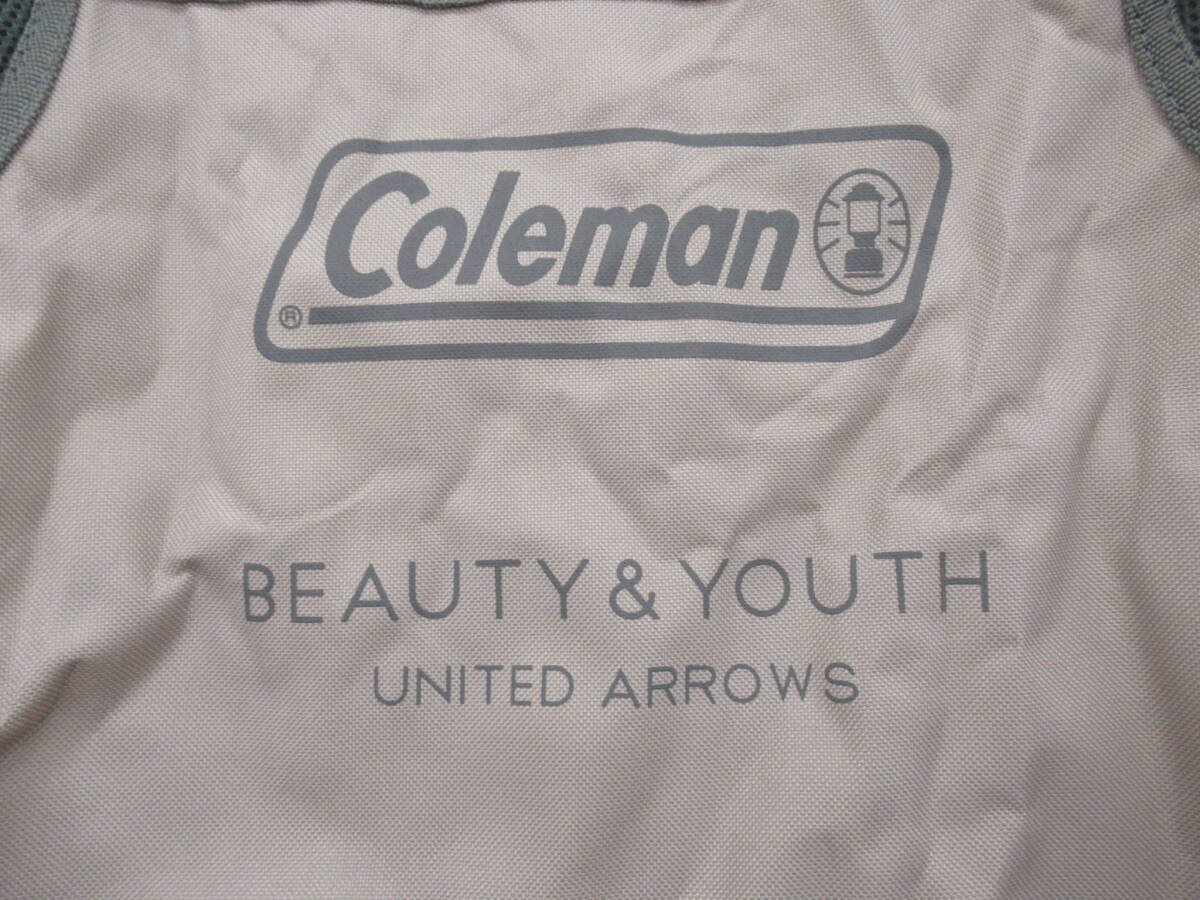 Coleman
®
BEAUTY & YOUTH
UNITED ARROWS